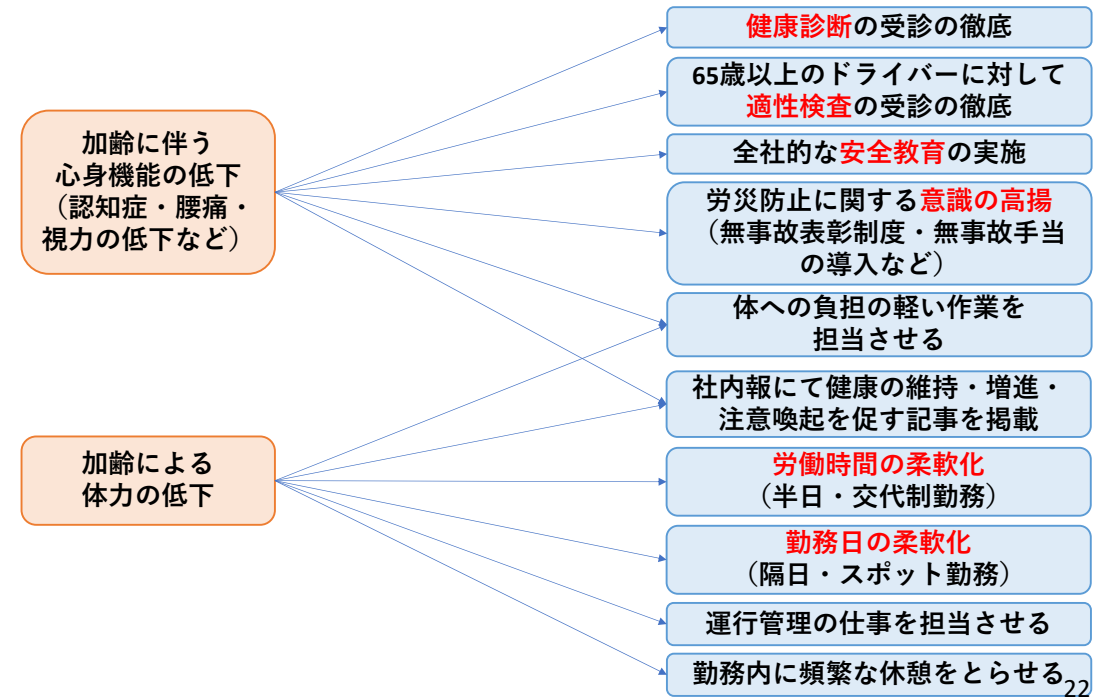 加齢に伴う
心身機能の低下
（認知症・腰痛・
視力の低下など）
加齢による
体力の低下
健康診断の受診の徹底
65歳以上のドライバーに対して
適性検査の受診の徹底
全社的な安全教育の実施
労災防止に関する意識の高揚
（無事故表彰制度・無事故手当
の導入など）
体への負担の軽い作業を
担当させる
社内報にて健康の維持・増進・
注意喚起を促す記事を掲載
労働時間の柔軟化
（半日・交代制勤務）
勤務日の柔軟化
（隔日・スポット勤務）
運行管理の仕事を担当させる
勤務内に頻繁な休憩をとらせる
22